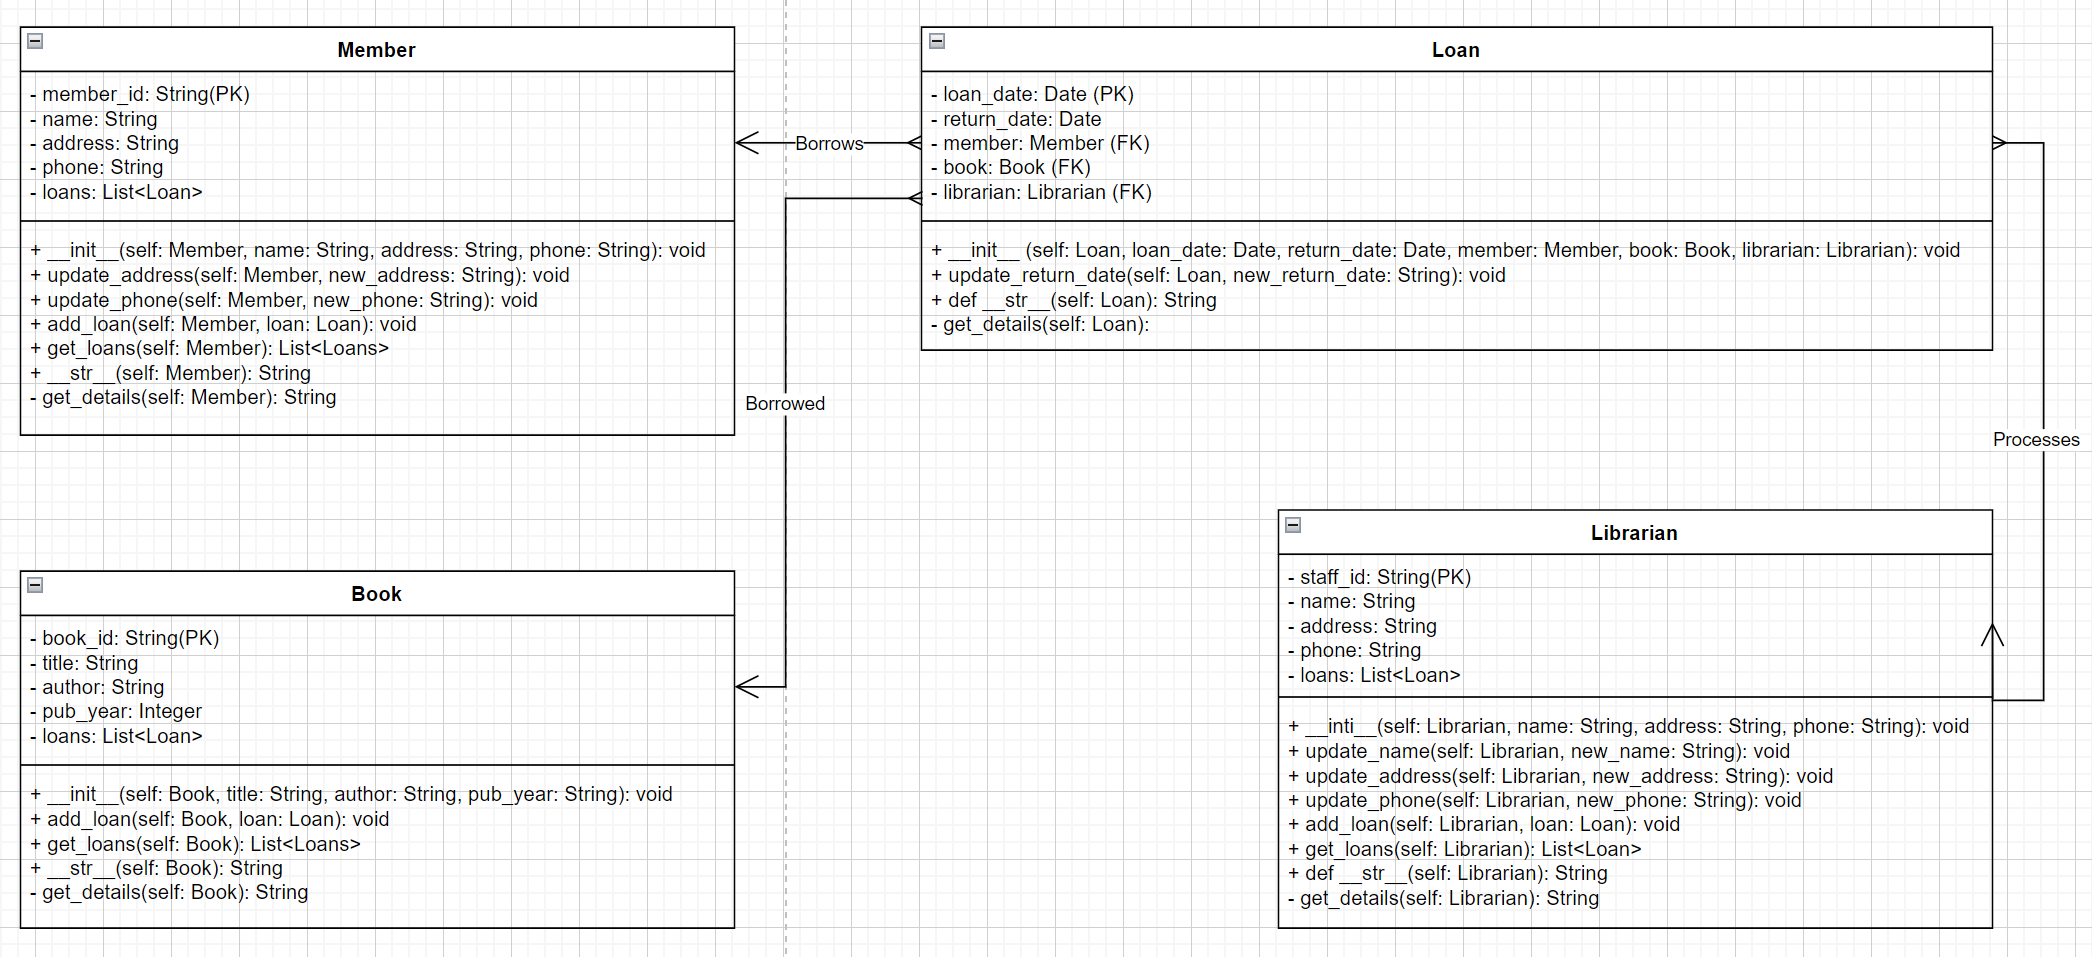 Member
- member_id: String(PK)
- name: String
- address: String
- phone: String
- loans: List<Loan>
+ __init__(self: Member, name: String, address: String, phone: String): void
+ update_address(self: Member, new_address: String): void
+ update_phone(self: Member, new_phone: String): void
+ add_loan(self: Member, loan: Loan): void
+ get_loans(self: Member): List<Loans>
+ __str__(self: Member): String
- get_details(self: Member): String
Borrows
Loan
- loan_date: Date (PK)
- return_date: Date
- member: Member (FK)
- book: Book (FK)
- librarian: Librarian (FK)
+ __init__ (self: Loan, loan_date: Date, return_date: Date, member: Member, book: Book, librarian: Librarian): void
+ update_return_date(self: Loan, new_return_date: String): void
+ def __str__(self: Loan): String
- get_details(self: Loan):
Borrowed
Processes
Book
- book_id: String(PK)
- title: String
- author: String
- pub_year: Integer
- loans: List<Loan>
+ __init__(self: Book, title: String, author: String, pub_year: String): void
+ add_loan(self: Book, loan: Loan): void
+ get_loans(self: Book): List<Loans>
+ __str__(self: Book): String
- get_details(self: Book): String
Librarian
- staff_id: String(PK)
- name: String
- address: String
- phone: String
- loans: List<Loan>
+ __inti__(self: Librarian, name: String, address: String, phone: String): void
+ update_name(self: Librarian, new_name: String): void
+ update_address(self: Librarian, new_address: String): void
+ update_phone(self: Librarian, new_phone: String): void
+ add_loan(self: Librarian, loan: Loan): void
+ get_loans(self: Librarian): List<Loan>
+ def __str__(self: Librarian): String
- get_details(self: Librarian): String